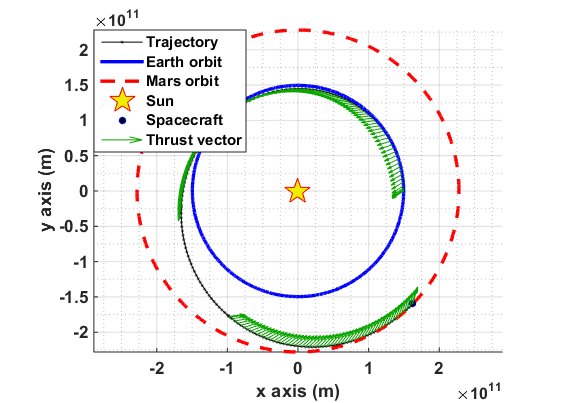 ×10¹¹
Trajectory
Earth orbit
Mars orbit
Sun
Spacecraft
Thrust vector
2
1.5
1
0.5
0
-0.5
-1
-1.5
-2
y axis (m)
-2 -1 0 1 2
x axis (m)
×10¹¹